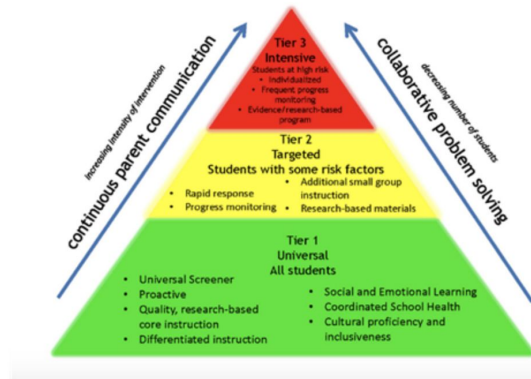 Tier 3
Intensive
Students at high risk
• Individualized
• Frequent progress
monitoring
• Evidence/research-based
program
Tier 2
Targeted
Students with some risk factors
• Rapid response
• Progress monitoring
• Additional small group
instruction
• Research-based materials
Tier 1
Universal
All students
• Universal Screener
• Proactive
• Quality, research-based
core instruction
• Differentiated instruction
• Social and Emotional Learning
• Coordinated School Health
• Cultural proficiency and
inclusiveness
increasing intensity of intervention
continuous parent communication
decreasing number of students
collaborative problem solving